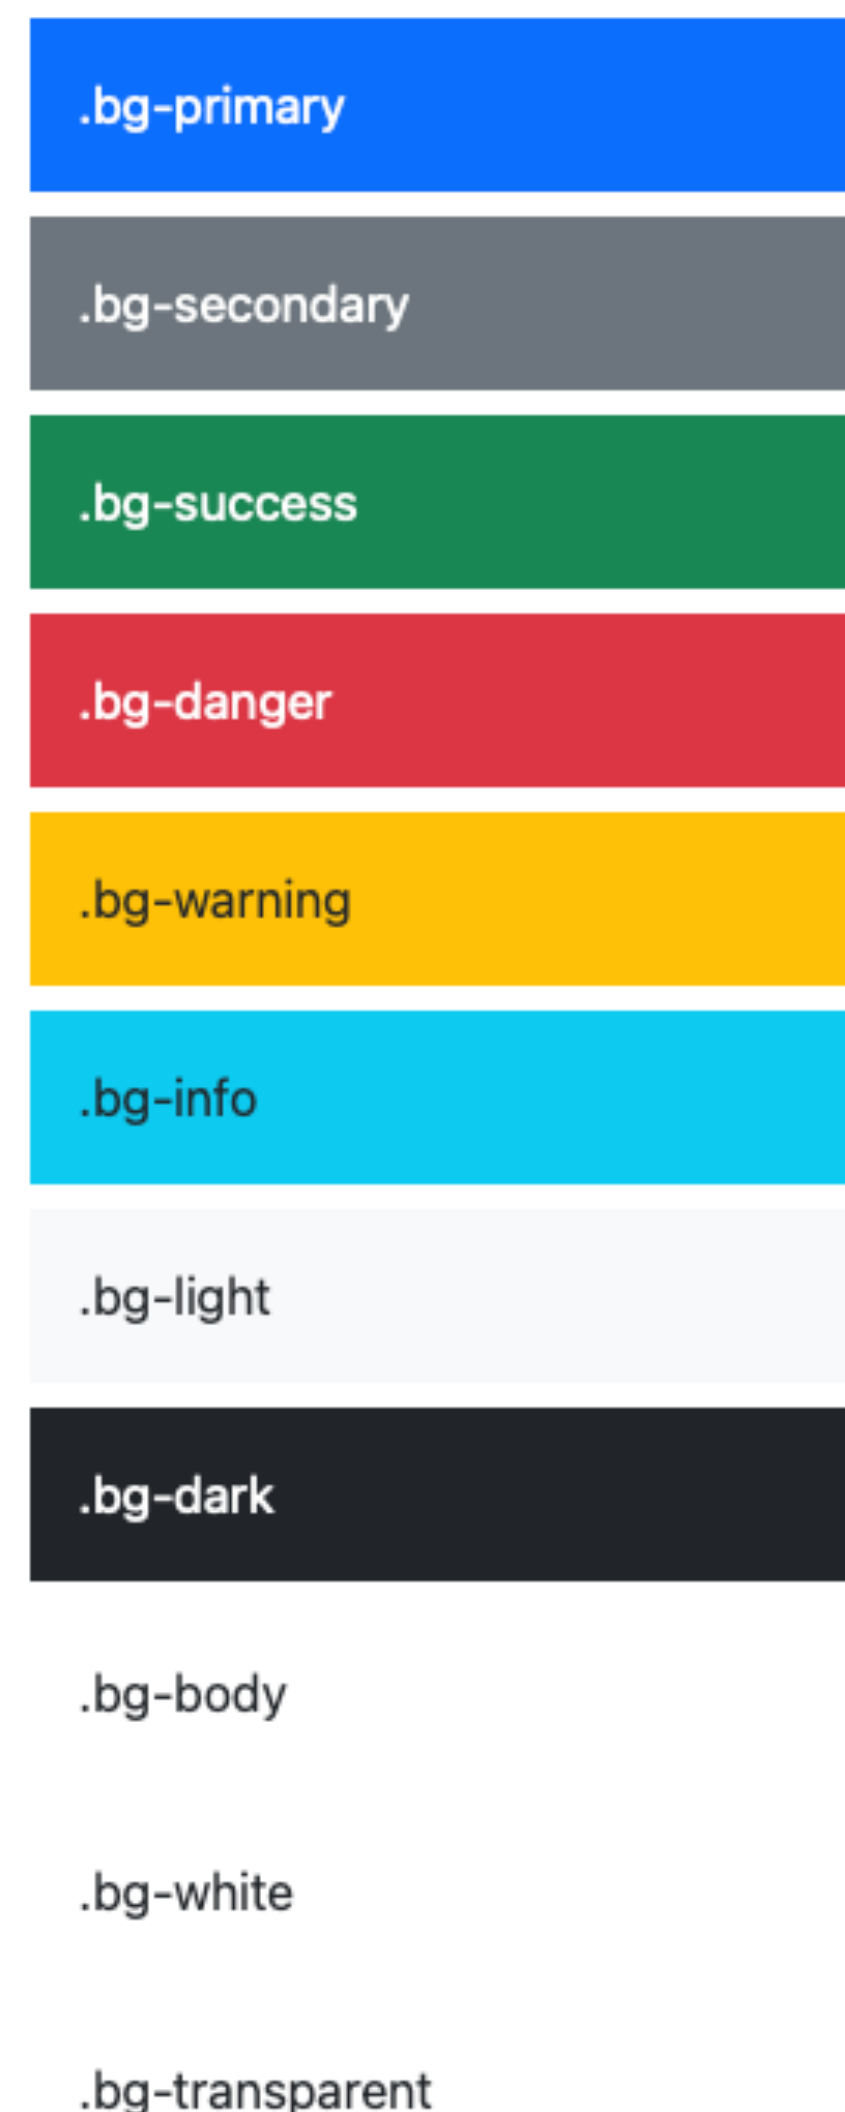 .bg-primary
.bg-secondary
.bg-success
.bg-danger
.bg-warning
.bg-info
.bg-light
.bg-dark
.bg-body
.bg-white
.bg-transparent